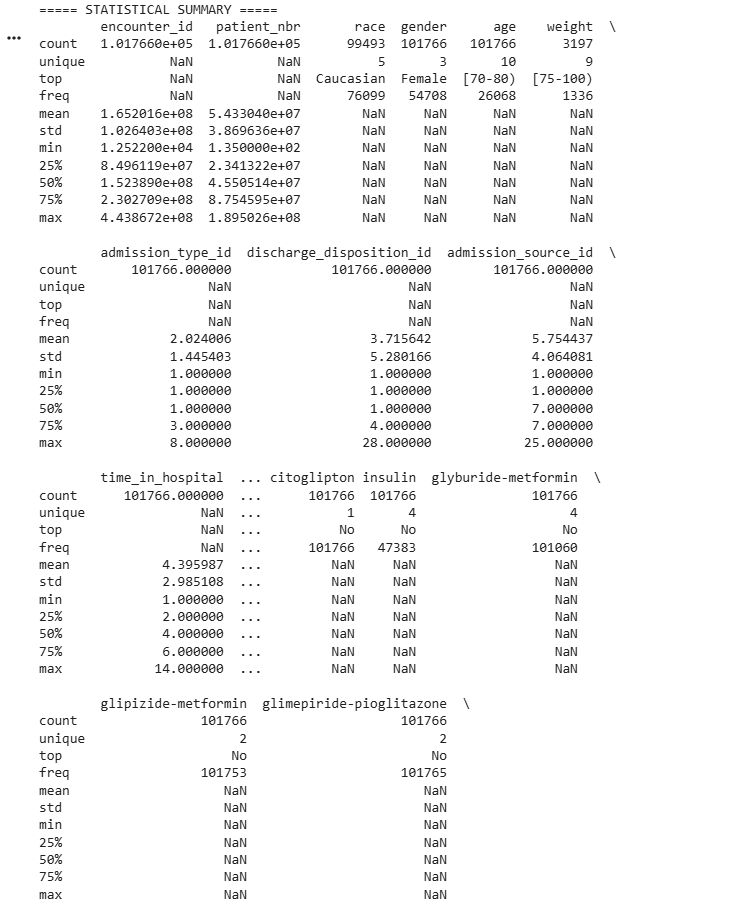 ===== STATISTICAL SUMMARY =====
encounter_id patient_nbr race gender age weight \
count 1.017660e+05 1.017660e+05 99493 101766 101766 3197
unique NaN NaN 5 3 10 9
top NaN NaN Caucasian Female [70-80) [75-100)
freq NaN NaN 76099 54708 26068 1336
mean 1.652016e+08 5.433040e+07 NaN NaN NaN NaN
std 1.026403e+08 3.869636e+07 NaN NaN NaN NaN
min 1.252200e+04 1.350000e+02 NaN NaN NaN NaN
25% 8.496119e+07 2.341322e+07 NaN NaN NaN NaN
50% 1.523890e+08 4.550514e+07 NaN NaN NaN NaN
75% 2.302709e+08 8.754595e+07 NaN NaN NaN NaN
max 4.438672e+08 1.895026e+08 NaN NaN NaN NaN
admission_type_id discharge_disposition_id admission_source_id \
count 101766.000000 101766.000000 101766.000000
unique NaN NaN NaN
top NaN NaN NaN
freq NaN NaN NaN
mean 2.024006 3.715642 5.754437
std 1.445403 5.280166 4.064081
min 1.000000 1.000000 1.000000
25% 1.000000 1.000000 1.000000
50% 1.000000 1.000000 7.000000
75% 3.000000 4.000000 7.000000
max 8.000000 28.000000 25.000000
time_in_hospital ... citoglipton insulin glyburide-metformin \
count 101766.000000 ... 101766 101766 101766
unique NaN ... 1 4 4
top NaN ... No No No
freq NaN ... 101766 47383 101060
mean 4.395987 ... NaN NaN NaN
std 2.985108 ... NaN NaN NaN
min 1.000000 ... NaN NaN NaN
25% 2.000000 ... NaN NaN NaN
50% 4.000000 ... NaN NaN NaN
75% 6.000000 ... NaN NaN NaN
max 14.000000 ... NaN NaN NaN
glipizide-metformin glimepiride-pioglitazone \
count 101766 101766
unique 2 2
top No No
freq 101753 101765
mean NaN NaN
std NaN NaN
min NaN NaN
25% NaN NaN
50% NaN NaN
75% NaN NaN
max NaN NaN